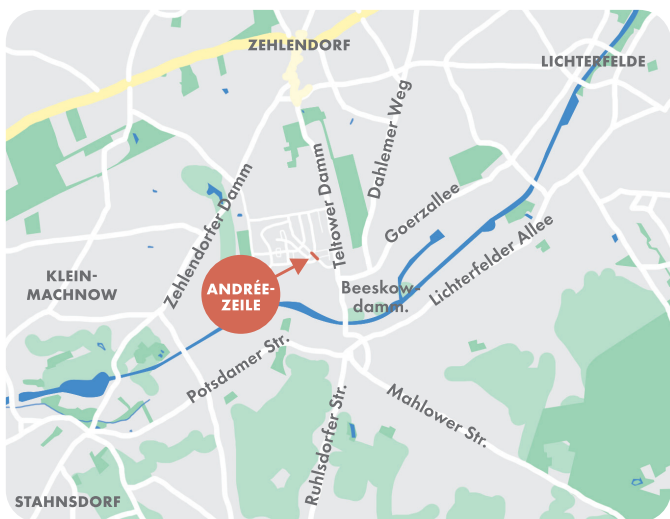 ZEHLENDORF
LICHTERFELDE
Dahlemer Weg
Teltower Damm
Zehlendorfer Damm
Goerzallee
Lichterfelder Allee
KLEIN-
MACHNOW
ANDRÉE-
ZEILE
Beeskow-
damm.
Potsdamer Str.
Mahlower Str.
Ruhlsdorfer Str.
STAHNSDORF